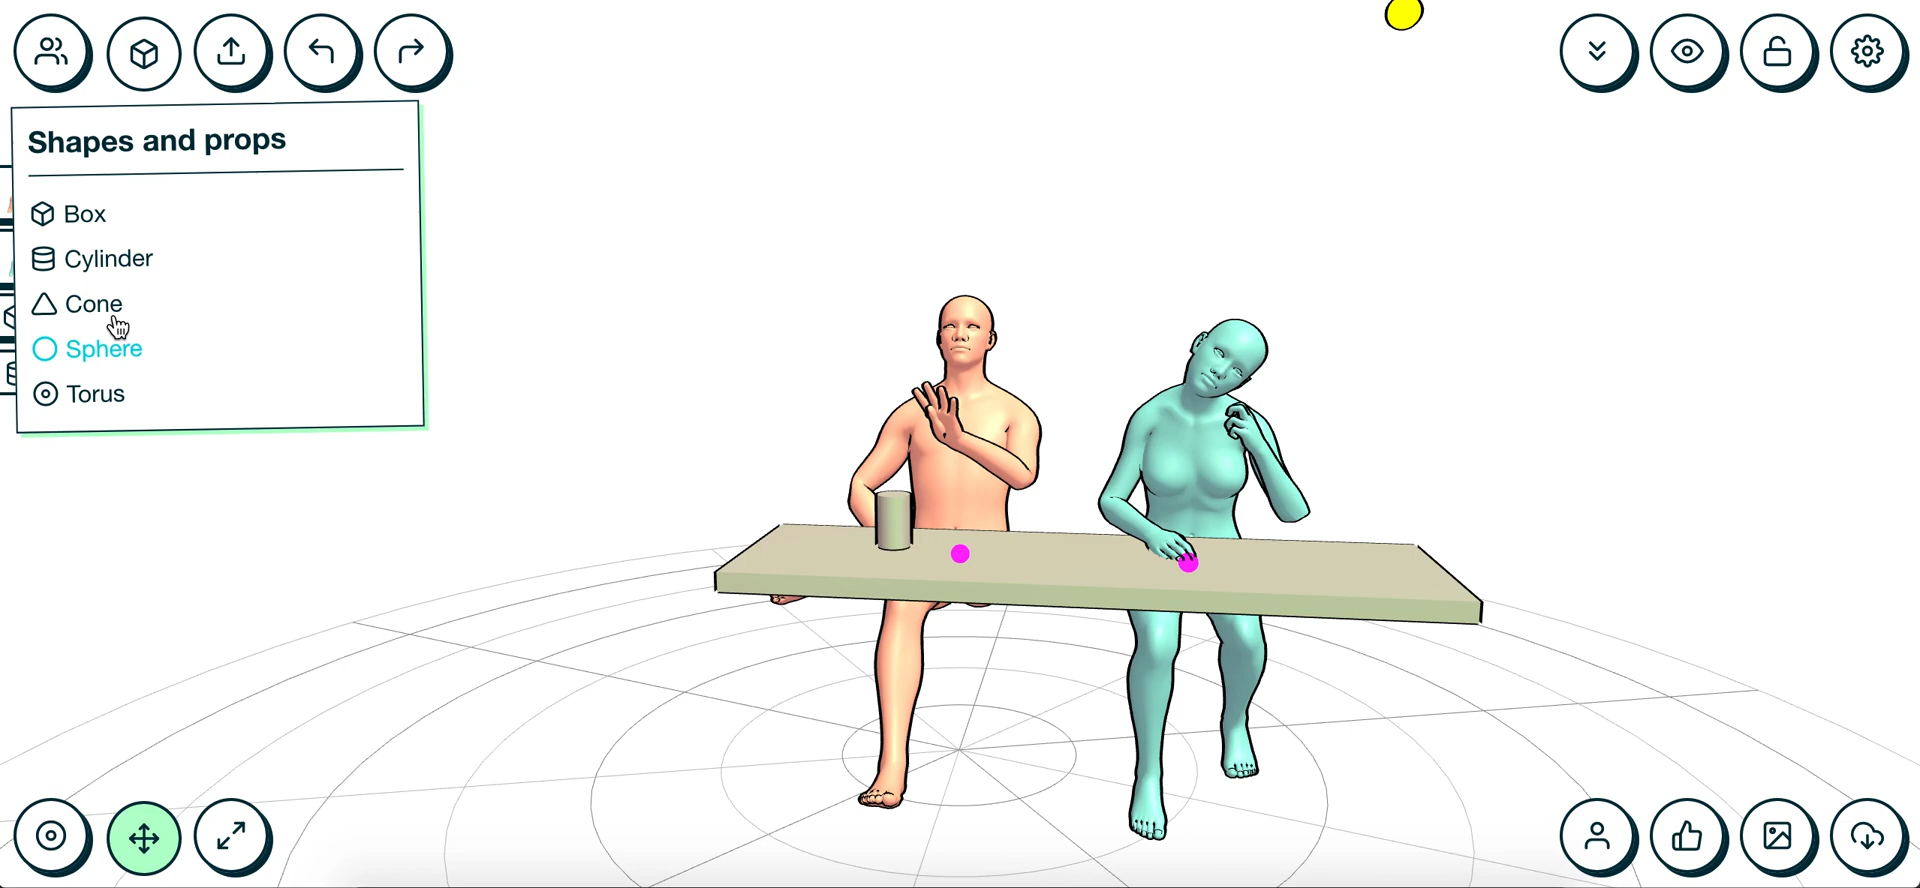 Shapes and props
Box
Cylinder
Cone
Sphere
Torus